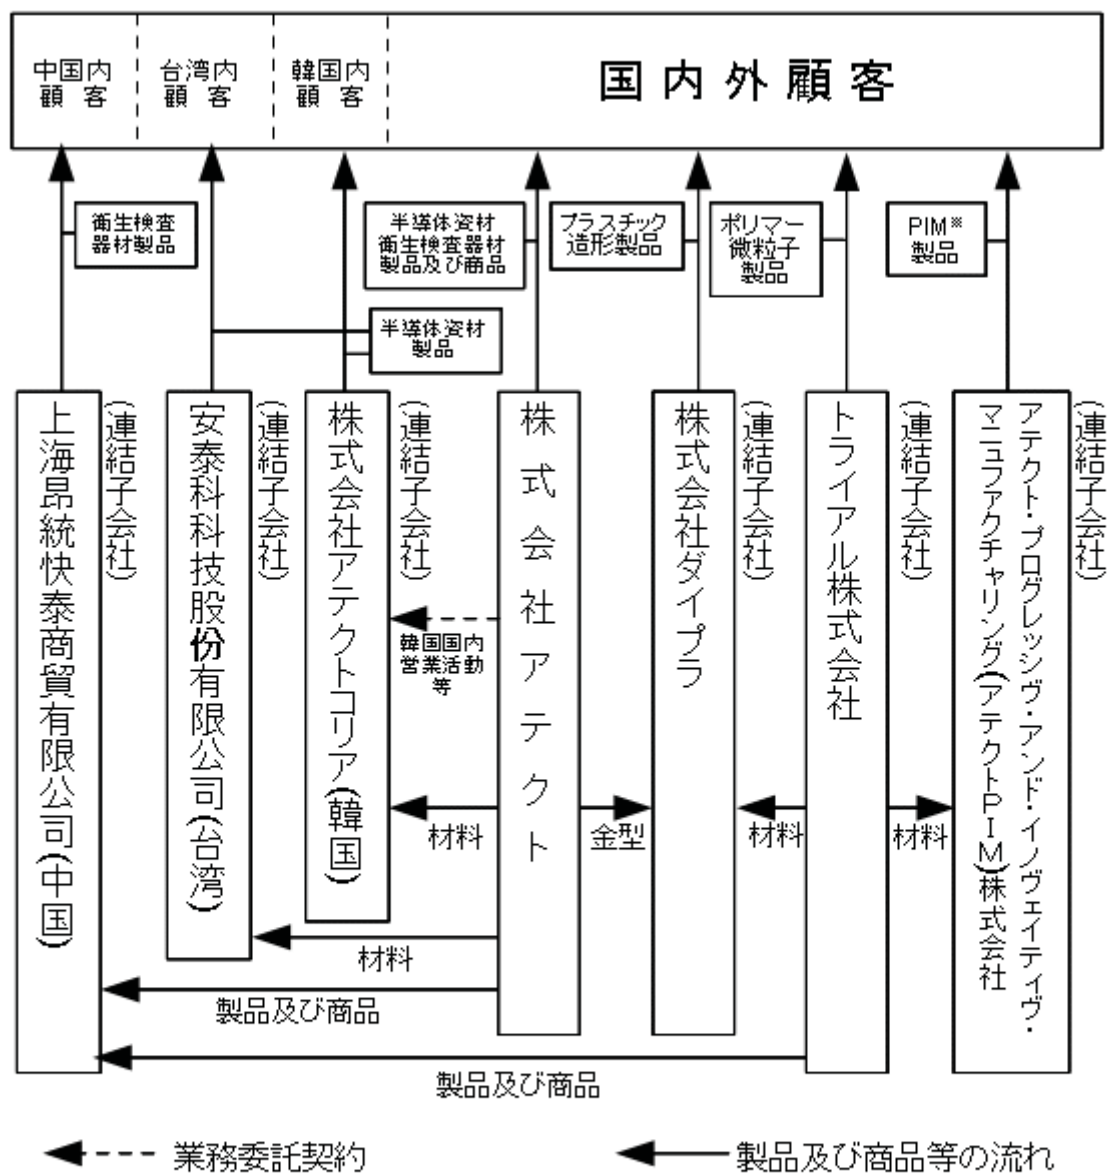 中国内
顧 客
台湾内
顧 客
韓国内
顧 客
国内外顧客
衛生検査
器材製品
半導体資材
衛生検査器材
製品及び商品
プラスチック
造形製品
ポリマー
微粒子
製品
PIM※
製品
半導体資材
製品
上海昂統快泰商貿有限公司(中国)
(連結子会社)
安泰科科技股份有限公司(台湾)
(連結子会社)
株式会社アテクトコリア(韓国)
(連結子会社)
株式会社アテクト
株式会社ダイプラ
(連結子会社)
トライアル株式会社
(連結子会社)
アテクト・プログレッシヴ・アンド・イノヴェイティヴ・
マニュファクチャリング(アテクトPIM)株式会社
(連結子会社)
韓国国内
営業活動
等
材料
金型
材料
材料
材料
製品及び商品
製品及び商品
業務委託契約
製品及び商品等の流れ